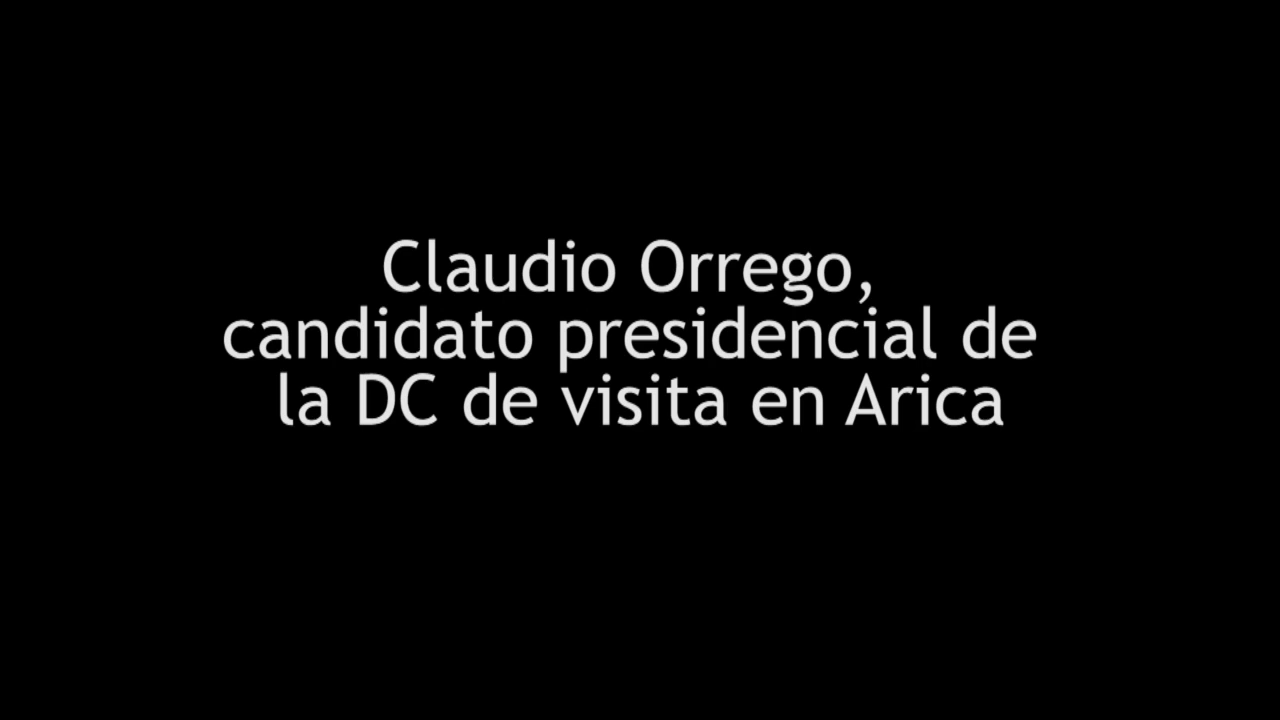 Claudio Orrego,
candidato presidencial de
la DC de visita en Arica